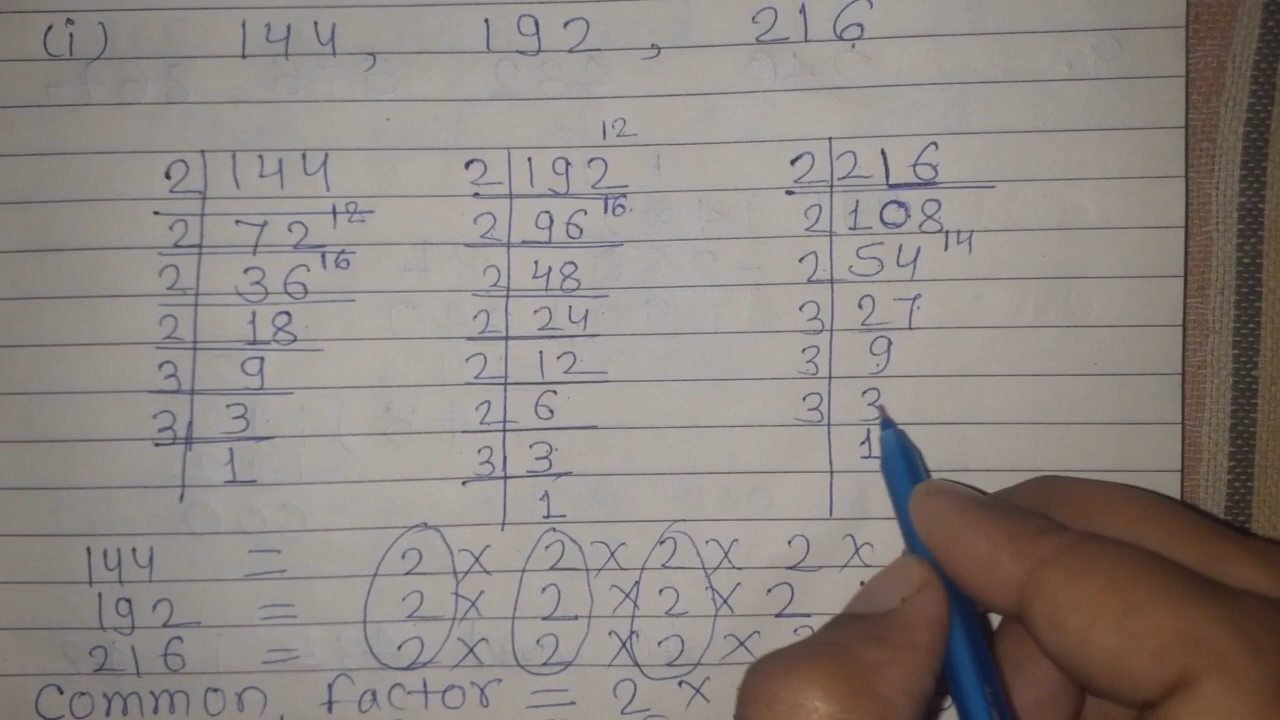 (i) 144, 192, 216
12
2 144 2 192 2 216
2 72 12 2 96 16 2 108
2 36 16 2 48 2 54 14
2 18 2 24 3 27
3 9 2 12 3 9
3 3 2 6 3 3
1 3 3 1
1
144 = 2 × 2 × 2 × 2 ×
192 = 2 × 2 × 2 × 2
216 = 2 × 2 × 2 ×
Common factor = 2 ×